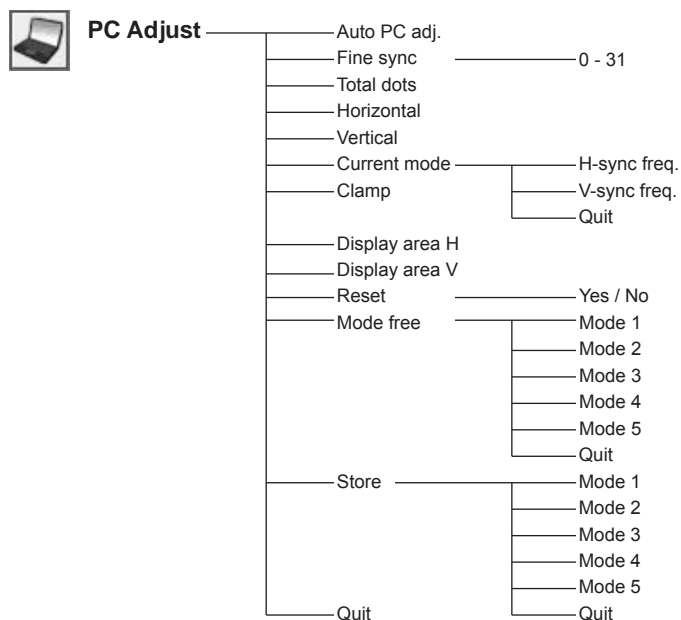 PC Adjust Auto PC adj.
Fine sync 0 - 31
Total dots
Horizontal
Vertical
Current mode H-sync freq.
Clamp V-sync freq.
Quit
Display area H
Display area V
Reset Yes / No
Mode free Mode 1
Mode 2
Mode 3
Mode 4
Mode 5
Quit
Store Mode 1
Mode 2
Mode 3
Mode 4
Mode 5
Quit Quit